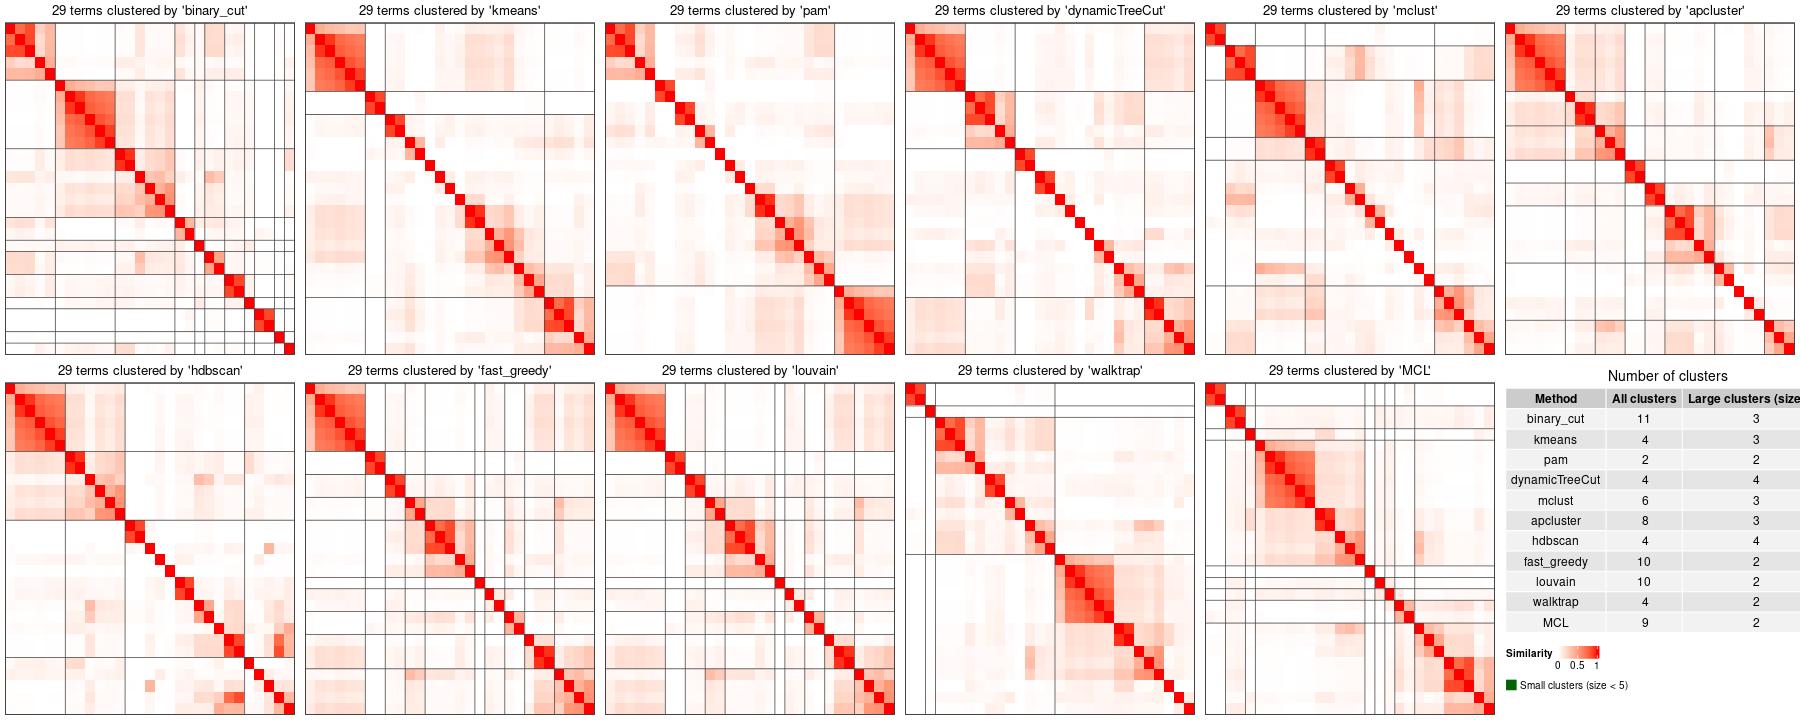 29 terms clustered by 'binary_cut'
29 terms clustered by 'kmeans'
29 terms clustered by 'pam'
29 terms clustered by 'dynamicTreeCut'
29 terms clustered by 'mclust'
29 terms clustered by 'apcluster'
29 terms clustered by 'hdbscan'
29 terms clustered by 'fast_greedy'
29 terms clustered by 'louvain'
29 terms clustered by 'walktrap'
29 terms clustered by 'MCL'
Number of clusters
Method All clusters Large clusters (size
binary_cut 11 3
kmeans 4 3
pam 2 2
dynamicTreeCut 4 4
mclust 6 3
apcluster 8 3
hdbscan 4 4
fast_greedy 10 2
louvain 10 2
walktrap 4 2
MCL 9 2
Similarity
0 0.5 1
Small clusters (size < 5)